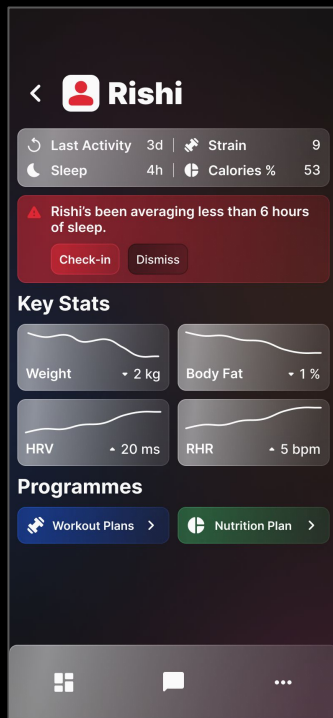 Rishi
Last Activity 3d | Strain 9
Sleep 4h | Calories % 53
Rishi's been averaging less than 6 hours
of sleep.
Check-in Dismiss
Key Stats
Weight 2 kg Body Fat 1 %
HRV 20 ms RHR 5 bpm
Programmes
Workout Plans Nutrition Plan